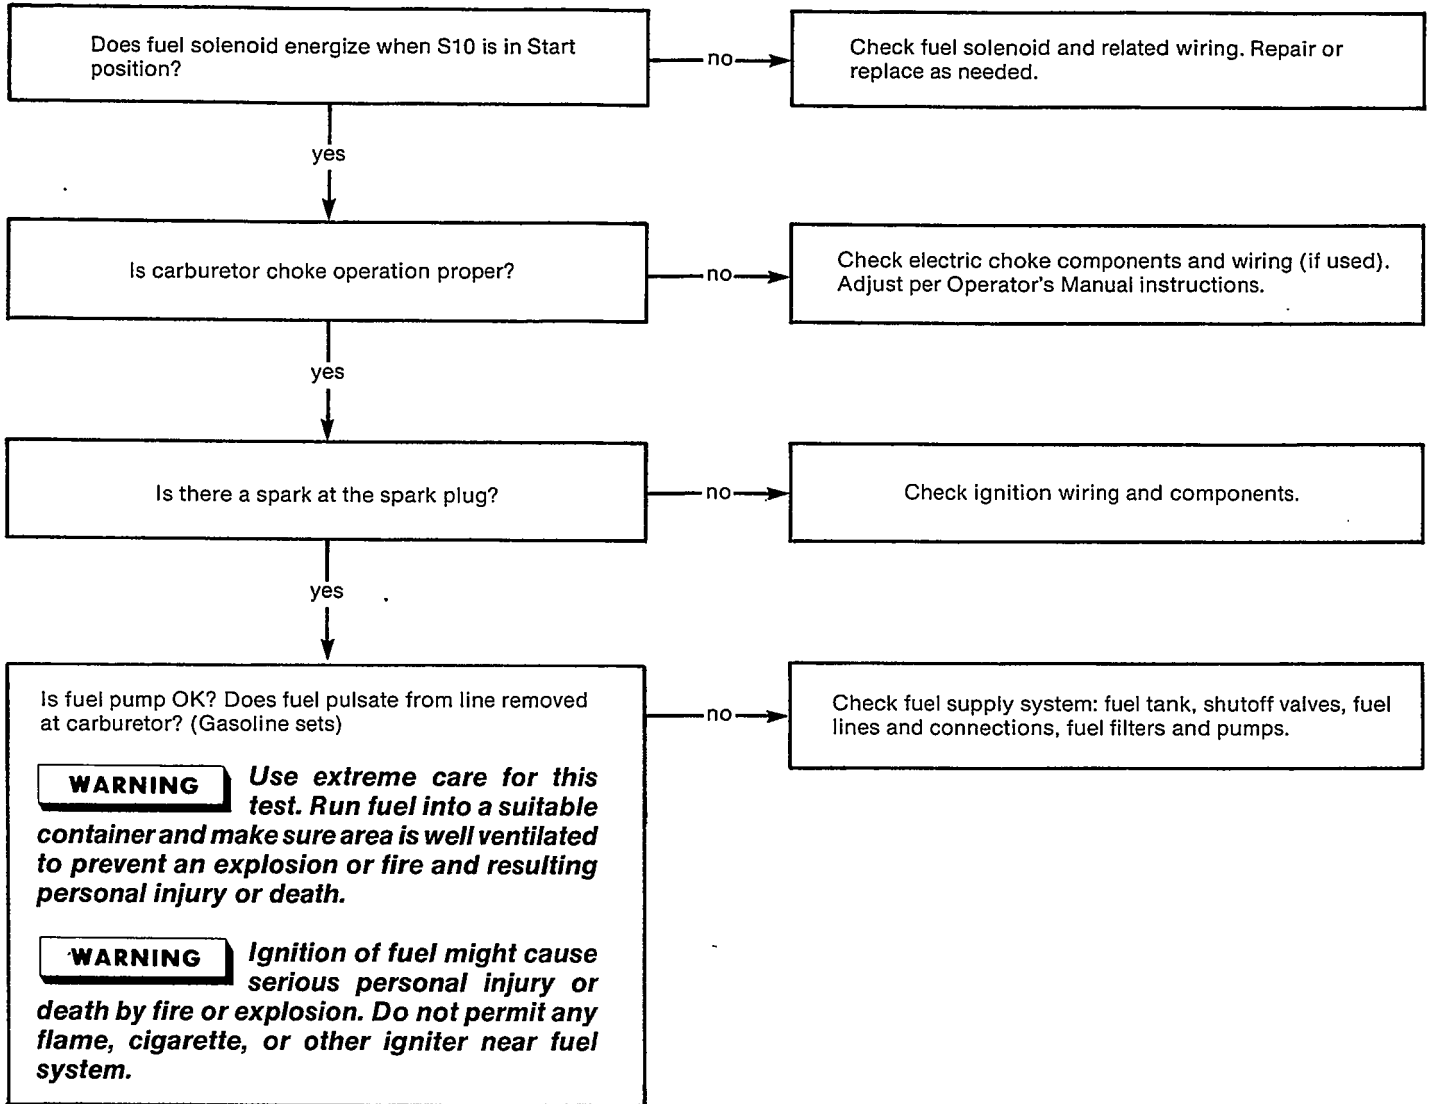 Does fuel solenoid energize when S10 is in Start
position?
no
Check fuel solenoid and related wiring. Repair or
replace as needed.
yes
Is carburetor choke operation proper?
no
Check electric choke components and wiring (if used).
Adjust per Operator's Manual instructions.
yes
Is there a spark at the spark plug?
no
Check ignition wiring and components.
yes
Is fuel pump OK? Does fuel pulsate from line removed
at carburetor? (Gasoline sets)
no
Check fuel supply system: fuel tank, shutoff valves, fuel
lines and connections, fuel filters and pumps.
WARNING Use extreme care for this
test. Run fuel into a suitable
container and make sure area is well ventilated
to prevent an explosion or fire and resulting
personal injury or death.
WARNING Ignition of fuel might cause
serious personal injury or
death by fire or explosion. Do not permit any
flame, cigarette, or other igniter near fuel
system.